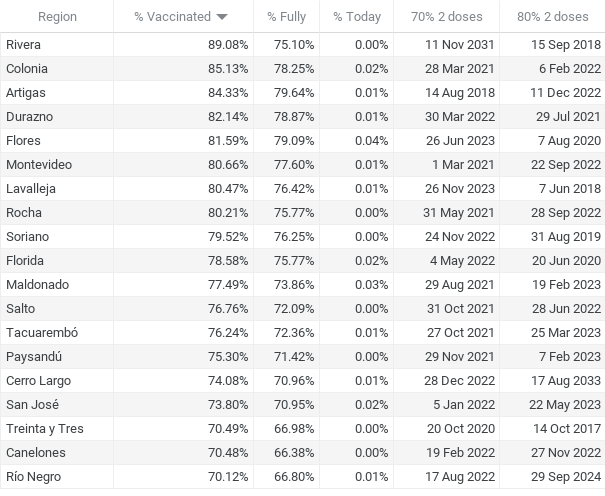 Region % Vaccinated % Fully % Today 70% 2 doses 80% 2 doses
Rivera 89.08% 75.10% 0.00% 11 Nov 2031 15 Sep 2018
Colonia 85.13% 78.25% 0.02% 28 Mar 2021 6 Feb 2022
Artigas 84.33% 79.64% 0.01% 14 Aug 2018 11 Dec 2022
Durazno 82.14% 78.87% 0.01% 30 Mar 2022 29 Jul 2021
Flores 81.59% 79.09% 0.04% 26 Jun 2023 7 Aug 2020
Montevideo 80.66% 77.60% 0.01% 1 Mar 2021 22 Sep 2022
Lavalleja 80.47% 76.42% 0.01% 26 Nov 2023 7 Jun 2018
Rocha 80.21% 75.77% 0.00% 31 May 2021 28 Sep 2022
Soriano 79.52% 76.25% 0.00% 24 Nov 2022 31 Aug 2019
Florida 78.58% 75.77% 0.02% 4 May 2022 20 Jun 2020
Maldonado 77.49% 73.86% 0.03% 29 Aug 2021 19 Feb 2023
Salto 76.76% 72.09% 0.00% 31 Oct 2021 28 Jun 2022
Tacuarembó 76.24% 72.36% 0.01% 27 Oct 2021 25 Mar 2023
Paysandú 75.30% 71.42% 0.00% 29 Nov 2021 7 Feb 2023
Cerro Largo 74.08% 70.96% 0.01% 28 Dec 2022 17 Aug 2033
San José 73.80% 70.95% 0.02% 5 Jan 2022 22 May 2023
Treinta y Tres 70.49% 66.98% 0.00% 20 Oct 2020 14 Oct 2017
Canelones 70.48% 66.38% 0.00% 19 Feb 2022 27 Nov 2022
Río Negro 70.12% 66.80% 0.01% 17 Aug 2022 29 Sep 2024